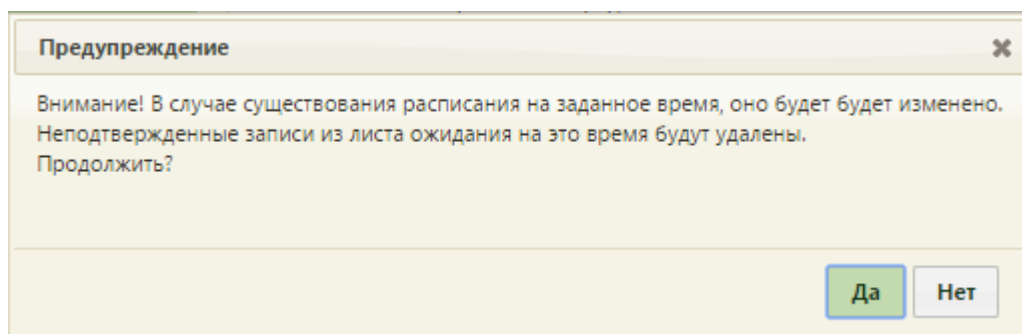 Предупреждение
Внимание! В случае существования расписания на заданное время, оно будет будет изменено.
Неподтвержденные записи из листа ожидания на это время будут удалены.
Продолжить?
Да Нет